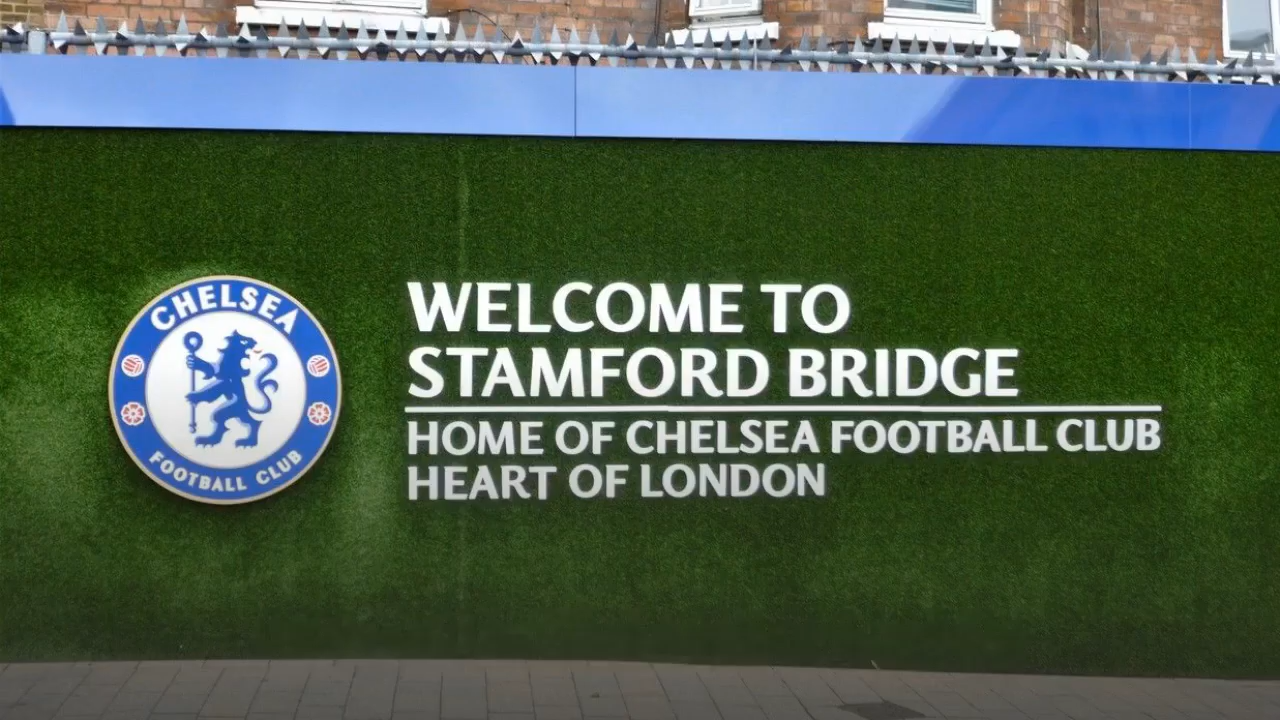 CHELSEA
FOOTBALL CLUB
WELCOME TO
STAMFORD BRIDGE
HOME OF CHELSEA FOOTBALL CLUB
HEART OF LONDON